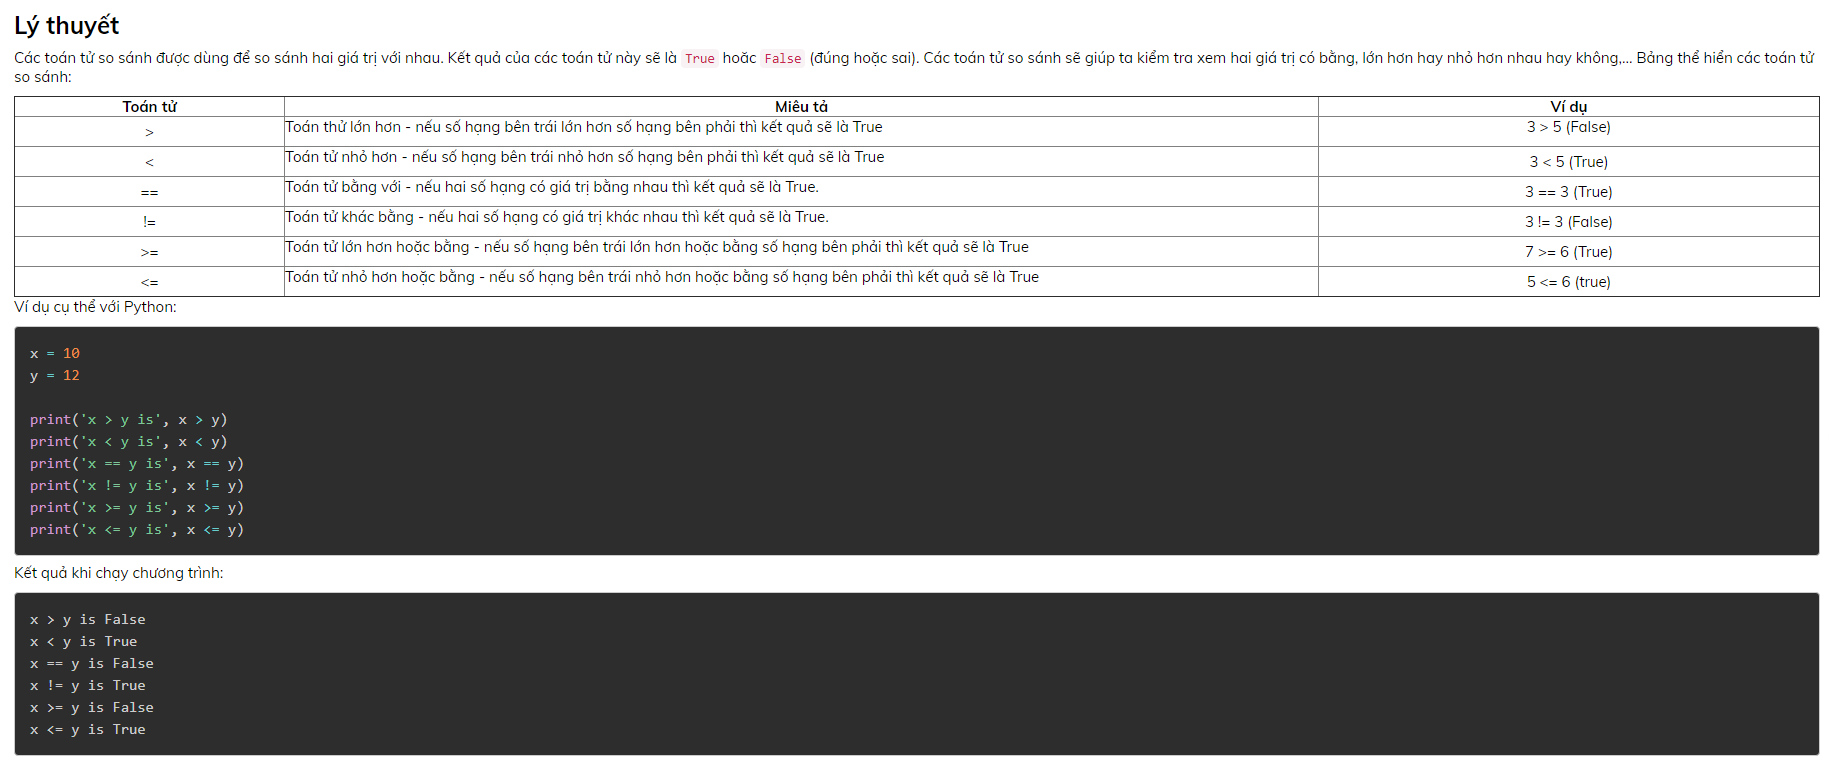 Lý thuyết
Các toán tử so sánh được dùng để so sánh hai giá trị với nhau. Kết quả của các toán tử này sẽ là True hoặc False (đúng hoặc sai). Các toán tử so sánh sẽ giúp ta kiểm tra xem hai giá trị có bằng, lớn hơn hay nhỏ hơn nhau hay không,... Bảng thể hiển các toán tử
so sánh:
Toán tử Miêu tả Ví dụ
> Toán thử lớn hơn - nếu số hạng bên trái lớn hơn số hạng bên phải thì kết quả sẽ là True 3 > 5 (False)
< Toán tử nhỏ hơn - nếu số hạng bên trái nhỏ hơn số hạng bên phải thì kết quả sẽ là True 3 < 5 (True)
== Toán tử bằng với - nếu hai số hạng có giá trị bằng nhau thì kết quả sẽ là True. 3 == 3 (True)
!= Toán tử khác bằng - nếu hai số hạng có giá trị khác nhau thì kết quả sẽ là True. 3 != 3 (False)
>= Toán tử lớn hơn hoặc bằng - nếu số hạng bên trái lớn hơn hoặc bằng số hạng bên phải thì kết quả sẽ là True 7 >= 6 (True)
<= Toán tử nhỏ hơn hoặc bằng - nếu số hạng bên trái nhỏ hơn hoặc bằng số hạng bên phải thì kết quả sẽ là True 5 <= 6 (true)
Ví dụ cụ thể với Python:
x = 10
y = 12
print('x > y is', x > y)
print('x < y is', x < y)
print('x == y is', x == y)
print('x != y is', x != y)
print('x >= y is', x >= y)
print('x <= y is', x <= y)
Kết quả khi chạy chương trình:
x > y is False
x < y is True
x == y is False
x != y is True
x >= y is False
x <= y is True